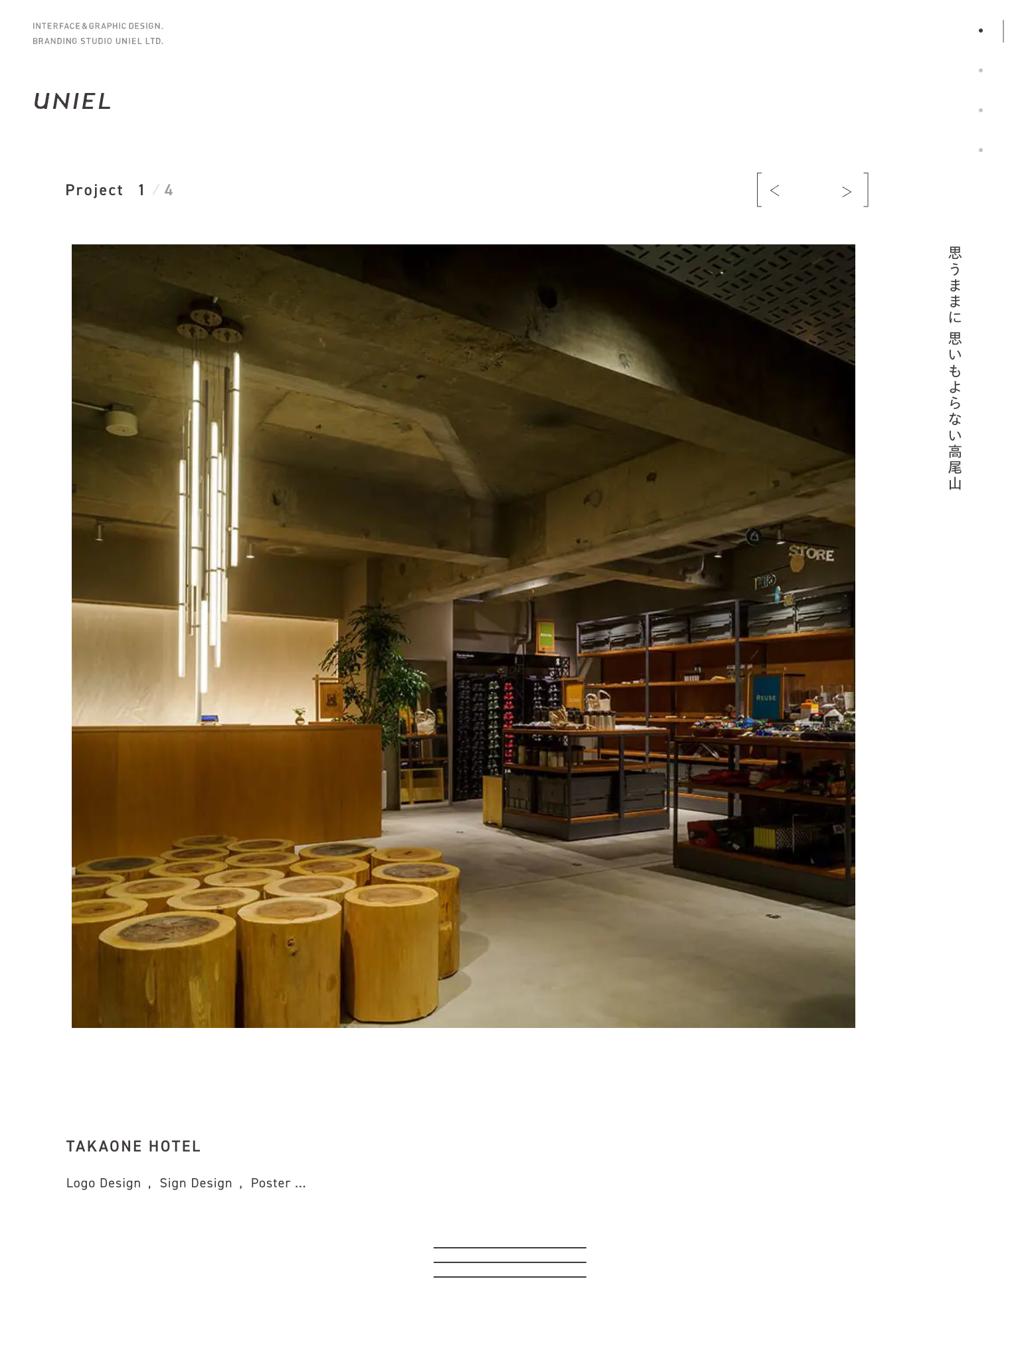 INTERFACE&GRAPHIC DESIGN.
BRANDING STUDIO UNIEL LTD.
UNIEL
Project 1 / 4
[ < > ]
思うままに 思いもよらない高尾山
STORE
REUSE
TAKAONE HOTEL
Logo Design , Sign Design , Poster ...